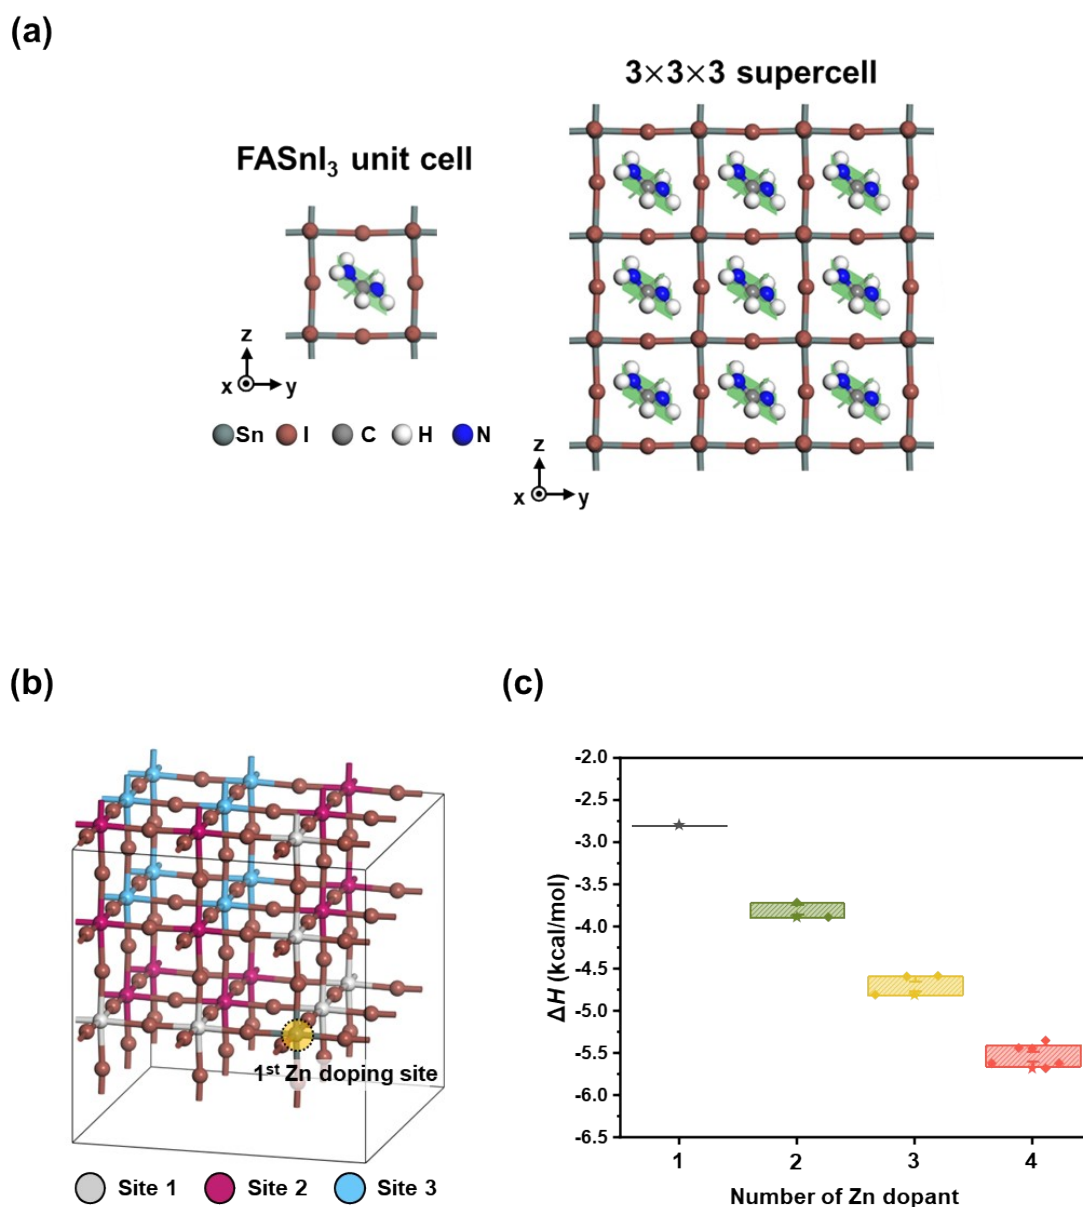 (a)
3×3×3 supercell
FASnI₃ unit cell
z
x y
Sn I C H N
z
x y
(b)
(c)
1ˢᵗ Zn doping site
Site 1 Site 2 Site 3
-2.0
-2.5
-3.0
-3.5
-4.0
-4.5
-5.0
-5.5
-6.0
-6.5
ΔH (kcal/mol)
1 2 3 4
Number of Zn dopant